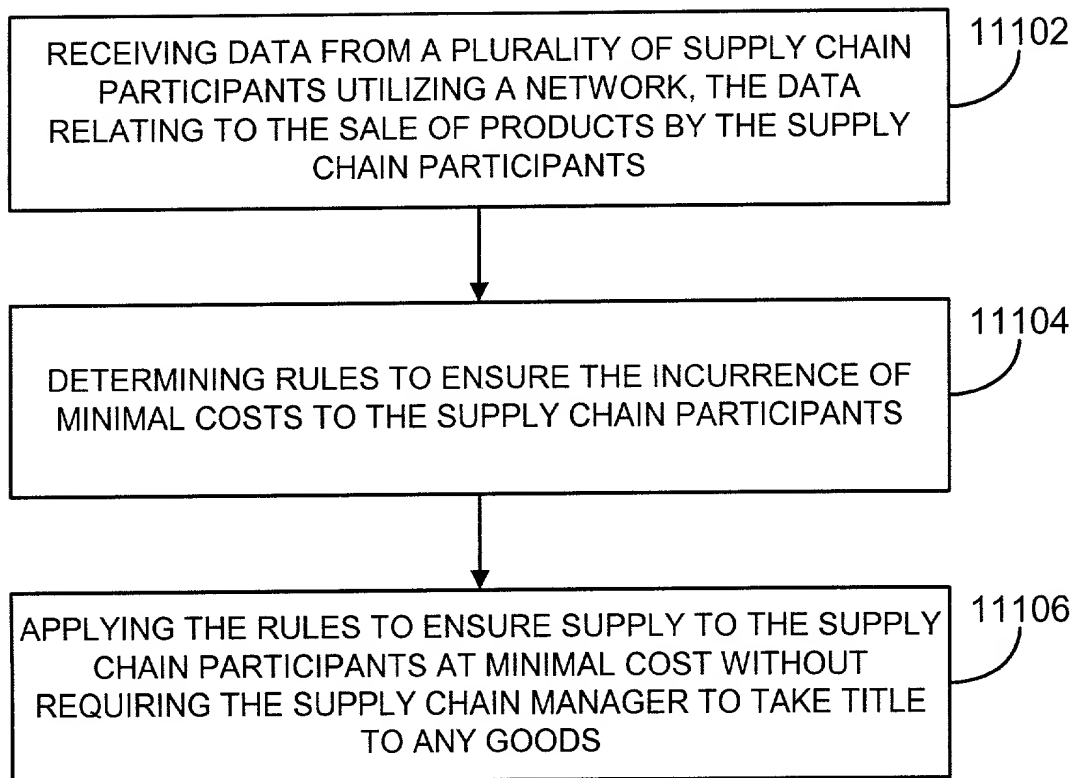 RECEIVING DATA FROM A PLURALITY OF SUPPLY CHAIN
PARTICIPANTS UTILIZING A NETWORK, THE DATA
RELATING TO THE SALE OF PRODUCTS BY THE SUPPLY
CHAIN PARTICIPANTS
11102
DETERMINING RULES TO ENSURE THE INCURRENCE OF
MINIMAL COSTS TO THE SUPPLY CHAIN PARTICIPANTS
11104
APPLYING THE RULES TO ENSURE SUPPLY TO THE SUPPLY
CHAIN PARTICIPANTS AT MINIMAL COST WITHOUT
REQUIRING THE SUPPLY CHAIN MANAGER TO TAKE TITLE
TO ANY GOODS
11106